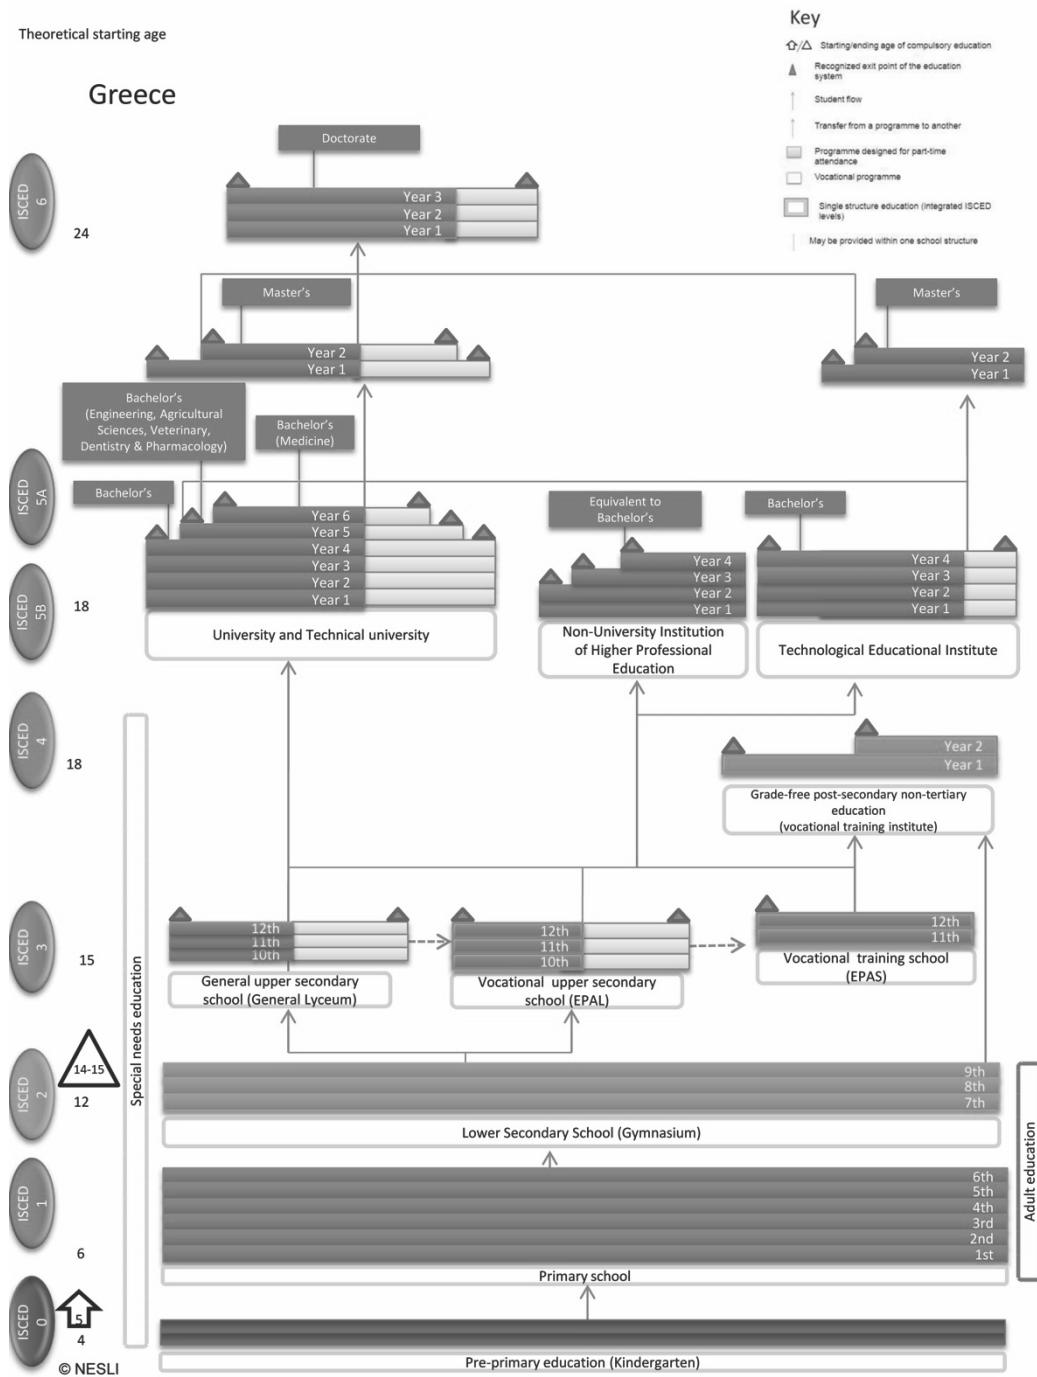 Theoretical starting age
Greece
Key
Starting/ending age of compulsory education
Recognized exit point of the education
system
Student flow
Transfer from a programme to another
Programme designed for part-time
attendance
Vocational programme
Single structure education (integrated ISCED
levels)
May be provided within one school structure
Doctorate
ISCED
6
24
Year 3
Year 2
Year 1
Master's
Master's
Year 2
Year 1
Year 2
Year 1
Bachelor's
(Engineering, Agricultural
Sciences, Veterinary,
Dentistry & Pharmacology)
Bachelor's
(Medicine)
ISCED
5A
Bachelor's
Equivalent to
Bachelor's
Bachelor's
Year 6
Year 5
Year 4
Year 3
Year 2
Year 1
Year 4
Year 3
Year 2
Year 1
Year 4
Year 3
Year 2
Year 1
ISCED
5B
18
University and Technical university
Non-University Institution
of Higher Professional
Education
Technological Educational Institute
ISCED
4
18
Year 2
Year 1
Grade-free post-secondary non-tertiary
education
(vocational training institute)
ISCED
3
15
12th
11th
10th
12th
11th
10th
12th
11th
General upper secondary
school (General Lyceum)
Vocational upper secondary
school (EPAL)
Vocational training school
(EPAS)
Special needs education
ISCED
2
14-15
12
9th
8th
7th
Lower Secondary School (Gymnasium)
Adult education
ISCED
1
6
6th
5th
4th
3rd
2nd
1st
Primary school
ISCED
0
5
4
Pre-primary education (Kindergarten)
© NESLI